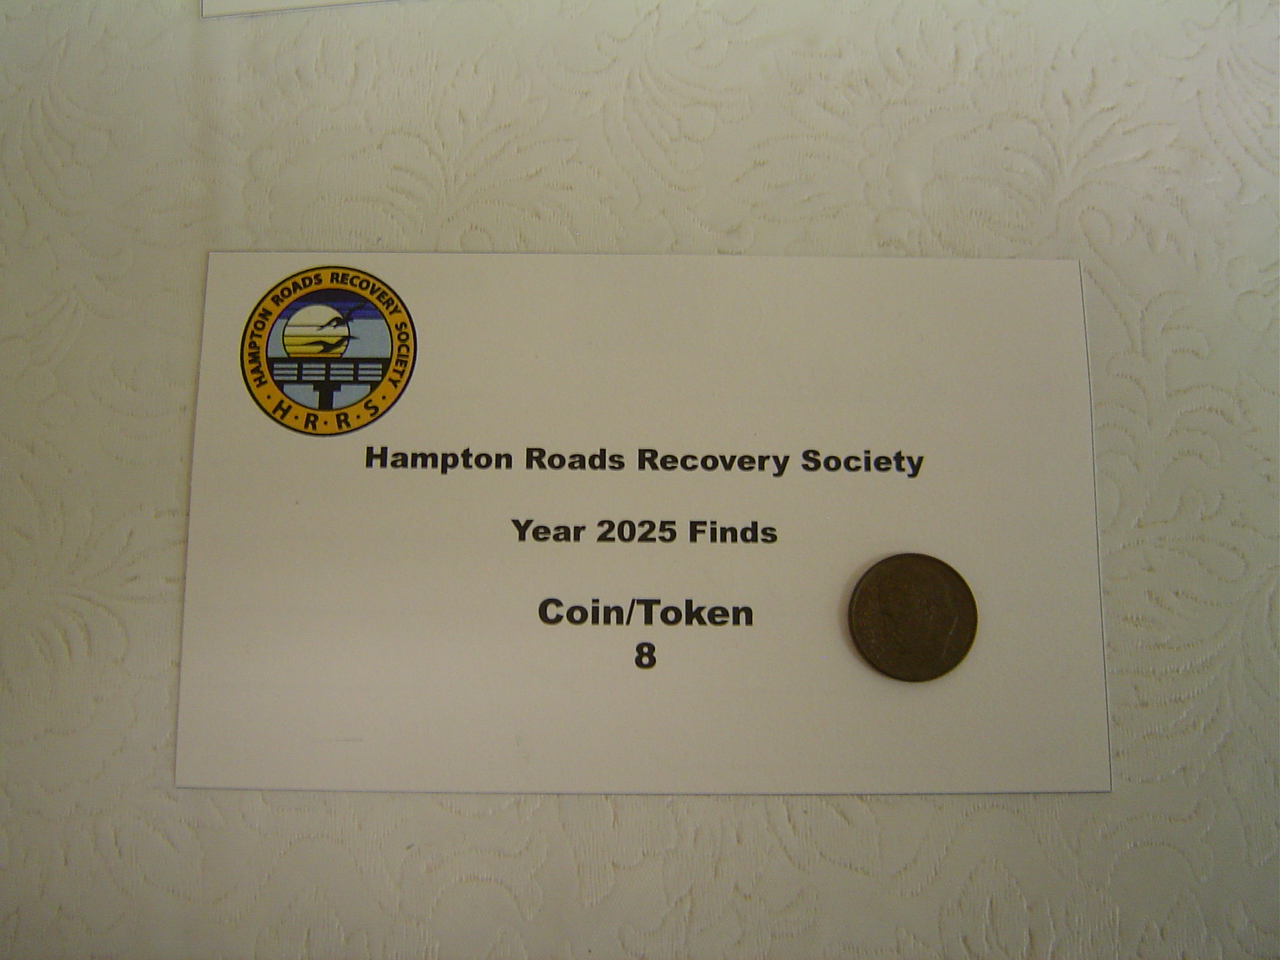 HAMPTON ROADS RECOVERY SOCIETY
· H · R · R · S ·
Hampton Roads Recovery Society
Year 2025 Finds
Coin/Token
8